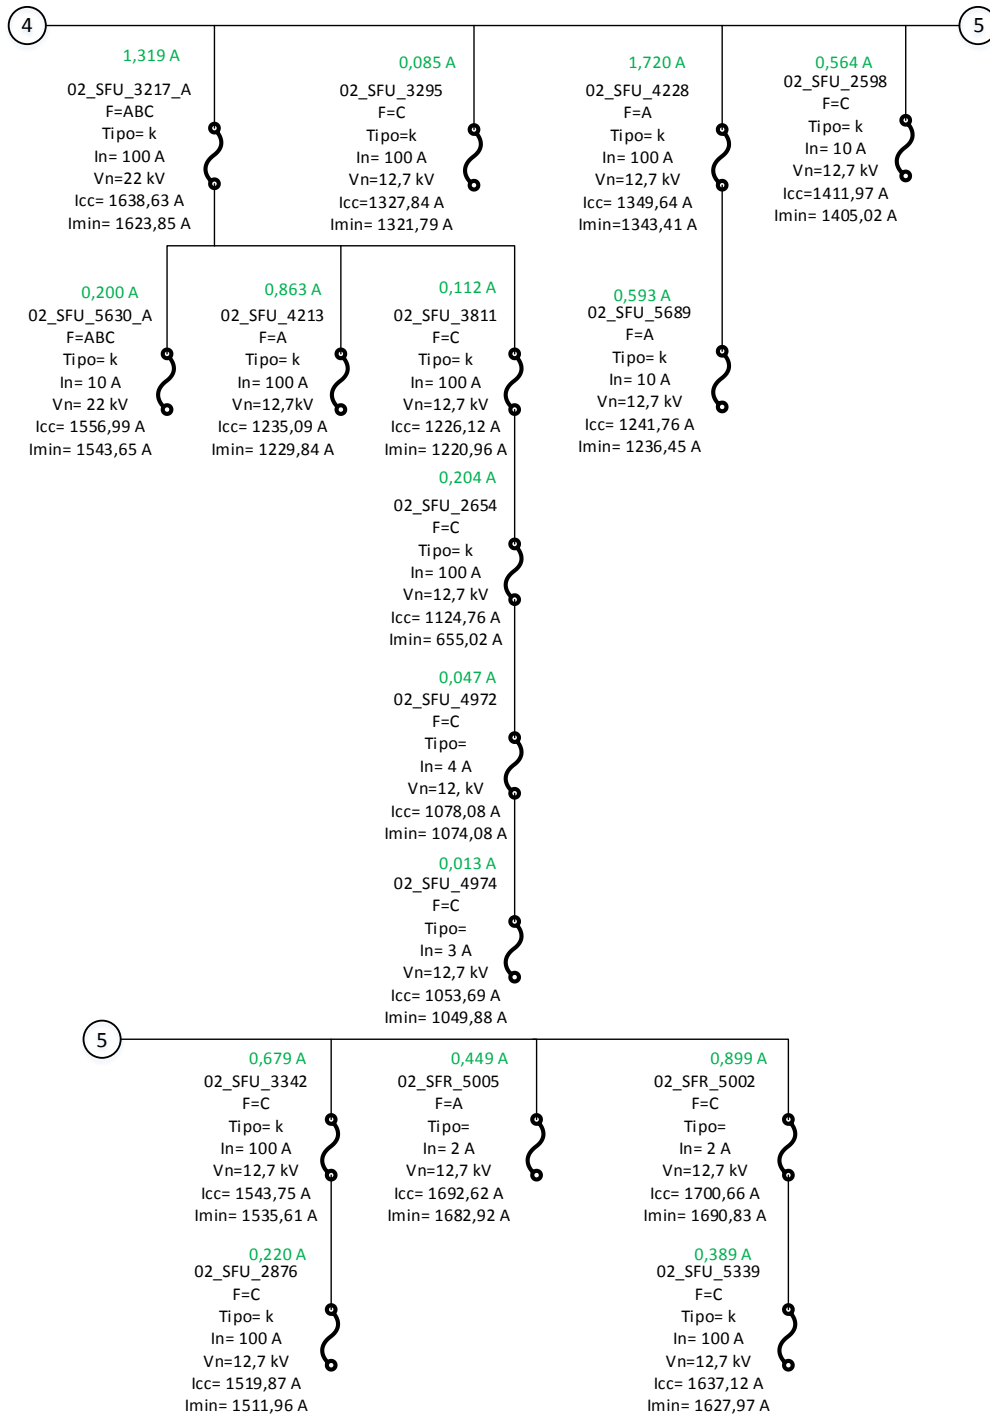 4
5
1,319 A
02_SFU_3217_A
F=ABC
Tipo= k
In= 100 A
Vn=22 kV
Icc= 1638,63 A
Imin= 1623,85 A
0,085 A
02_SFU_3295
F=C
Tipo=k
In= 100 A
Vn=12,7 kV
Icc=1327,84 A
Imin= 1321,79 A
1,720 A
02_SFU_4228
F=A
Tipo= k
In= 100 A
Vn=12,7 kV
Icc= 1349,64 A
Imin=1343,41 A
0,564 A
02_SFU_2598
F=C
Tipo= k
In= 10 A
Vn=12,7 kV
Icc=1411,97 A
Imin= 1405,02 A
0,200 A
02_SFU_5630_A
F=ABC
Tipo= k
In= 10 A
Vn= 22 kV
Icc= 1556,99 A
Imin= 1543,65 A
0,863 A
02_SFU_4213
F=A
Tipo= k
In= 100 A
Vn=12,7kV
Icc= 1235,09 A
Imin= 1229,84 A
0,112 A
02_SFU_3811
F=C
Tipo= k
In= 100 A
Vn=12,7 kV
Icc= 1226,12 A
Imin= 1220,96 A
0,593 A
02_SFU_5689
F=A
Tipo= k
In= 10 A
Vn=12,7 kV
Icc= 1241,76 A
Imin= 1236,45 A
0,204 A
02_SFU_2654
F=C
Tipo= k
In= 100 A
Vn=12,7 kV
Icc= 1124,76 A
Imin= 655,02 A
0,047 A
02_SFU_4972
F=C
Tipo=
In= 4 A
Vn=12, kV
Icc= 1078,08 A
Imin= 1074,08 A
0,013 A
02_SFU_4974
F=C
Tipo=
In= 3 A
Vn=12,7 kV
Icc= 1053,69 A
Imin= 1049,88 A
5
0,679 A
02_SFU_3342
F=C
Tipo= k
In= 100 A
Vn=12,7 kV
Icc= 1543,75 A
Imin= 1535,61 A
0,449 A
02_SFR_5005
F=A
Tipo=
In= 2 A
Vn=12,7 kV
Icc= 1692,62 A
Imin= 1682,92 A
0,899 A
02_SFR_5002
F=C
Tipo=
In= 2 A
Vn=12,7 kV
Icc= 1700,66 A
Imin= 1690,83 A
0,220 A
02_SFU_2876
F=C
Tipo= k
In= 100 A
Vn=12,7 kV
Icc= 1519,87 A
Imin= 1511,96 A
0,389 A
02_SFU_5339
F=C
Tipo= k
In= 100 A
Vn=12,7 kV
Icc= 1637,12 A
Imin= 1627,97 A